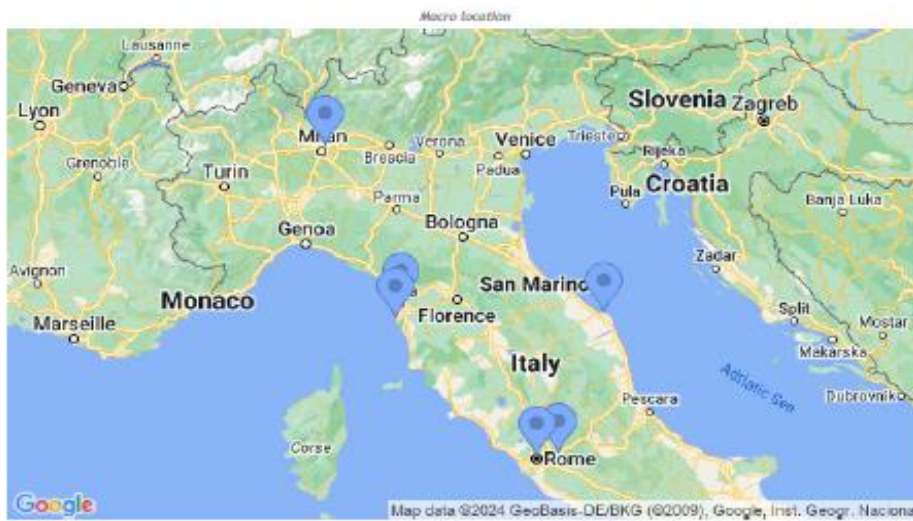 Macro location
Lausanne
Geneva
Lyon
Grenoble
Turin
Milan
Brescia
Verona
Venice
Padua
Trieste
Slovenia
Zagreb
Rijeka
Croatia
Pula
Banja Luka
Parma
Genoa
Bologna
Zadar
Avignon
Monaco
San Marino
Florence
Marseille
Split
Mostar
Makarska
Italy
Adriatic Sea
Dubrovnik
Pescara
Corse
Rome
Google
Map data ©2024 GeoBasis-DE/BKG (©2009), Google, Inst. Geogr. Naciona